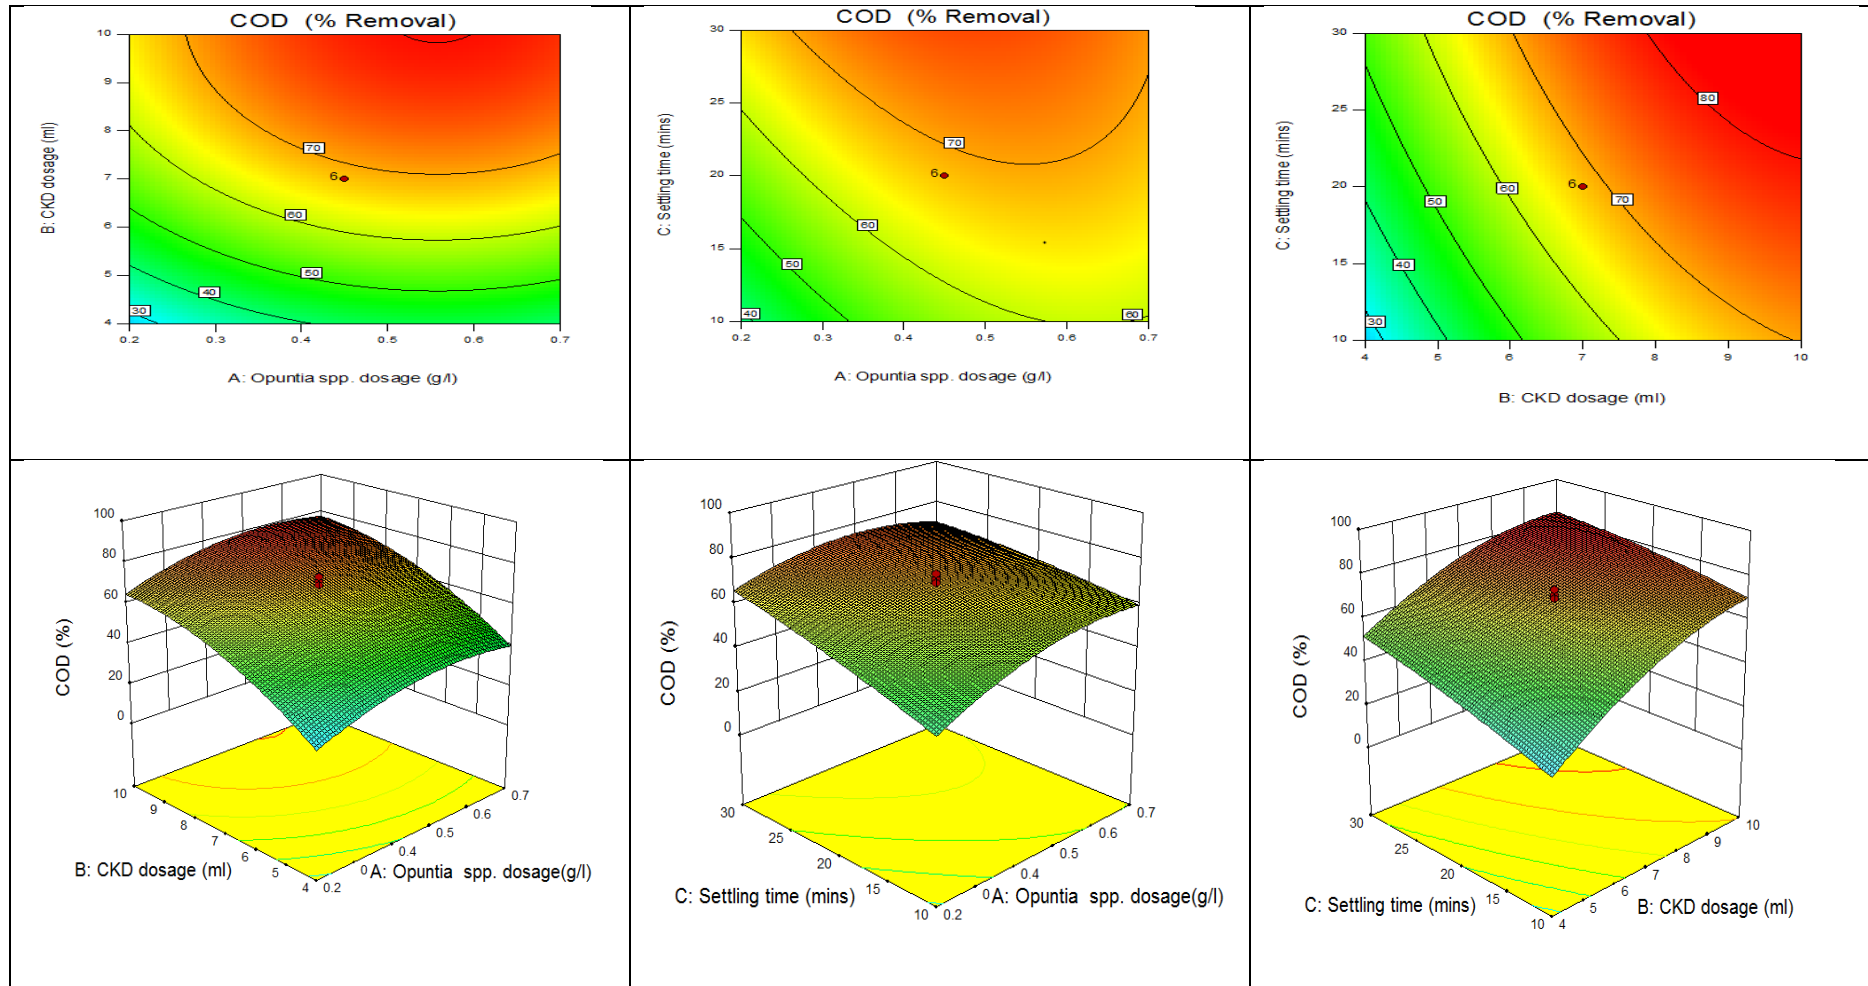 COD (% Removal)
10
9
8
7
6
5
4
B: CKD dosage (ml)
70
6
60
50
40
30
0.2 0.3 0.4 0.5 0.6 0.7
A: Opuntia spp. dosage (g/l)
COD (% Removal)
30
25
20
15
10
C: Settling time (mins)
70
6
60
50
40
60
0.2 0.3 0.4 0.5 0.6 0.7
A: Opuntia spp. dosage (g/l)
COD (% Removal)
30
25
20
15
10
C: Settling time (mins)
80
60
6
70
50
40
30
4 5 6 7 8 9 10
B: CKD dosage (ml)
100
80
60
40
20
0
COD (%)
10 9 8 7 6 5 4
B: CKD dosage (ml)
0.2 0 0.4 0.5 0.6 0.7
A: Opuntia spp. dosage(g/l)
100
80
60
40
20
0
COD (%)
30 25 20 15 10
C: Settling time (mins)
0.2 0 0.4 0.5 0.6 0.7
A: Opuntia spp. dosage(g/l)
100
80
60
40
20
0
COD (%)
30 25 20 15 10
C: Settling time (mins)
4 5 6 7 8 9 10
B: CKD dosage (ml)